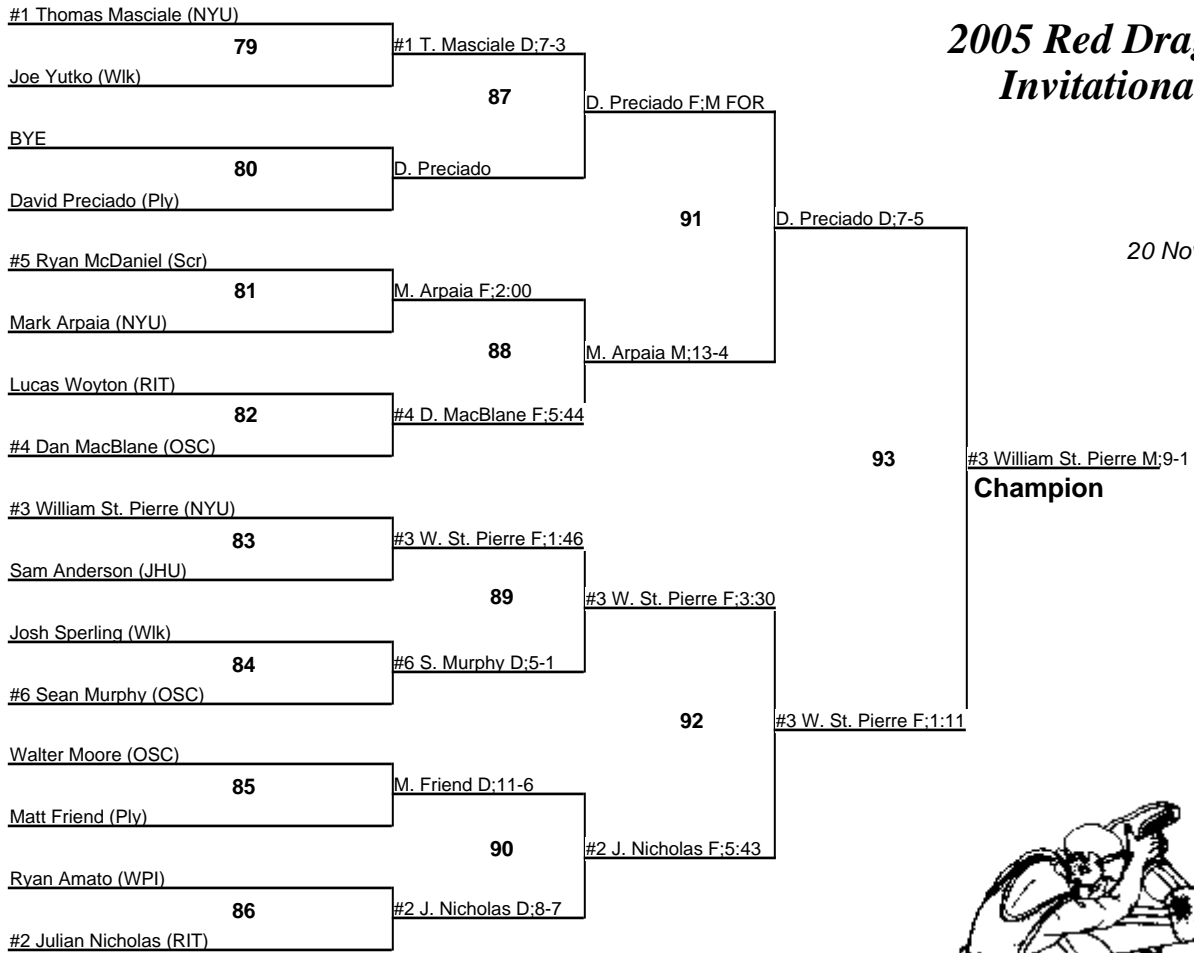 #1 Thomas Masciale (NYU)
79
Joe Yutko (Wlk)
#1 T. Masciale D;7-3
87
BYE
80
David Preciado (Ply)
D. Preciado
D. Preciado F;M FOR
91
#5 Ryan McDaniel (Scr)
81
Mark Arpaia (NYU)
M. Arpaia F;2:00
88
Lucas Woyton (RIT)
82
#4 Dan MacBlane (OSC)
#4 D. MacBlane F;5:44
M. Arpaia M;13-4
D. Preciado D;7-5
93
#3 William St. Pierre (NYU)
83
Sam Anderson (JHU)
#3 W. St. Pierre F;1:46
89
Josh Sperling (Wlk)
84
#6 Sean Murphy (OSC)
#6 S. Murphy D;5-1
#3 W. St. Pierre F;3:30
92
Walter Moore (OSC)
85
Matt Friend (Ply)
M. Friend D;11-6
90
Ryan Amato (WPI)
86
#2 Julian Nicholas (RIT)
#2 J. Nicholas D;8-7
#2 J. Nicholas F;5:43
#3 W. St. Pierre F;1:11
#3 William St. Pierre M;9-1
Champion
2005 Red Drag
Invitationa
20 Nov